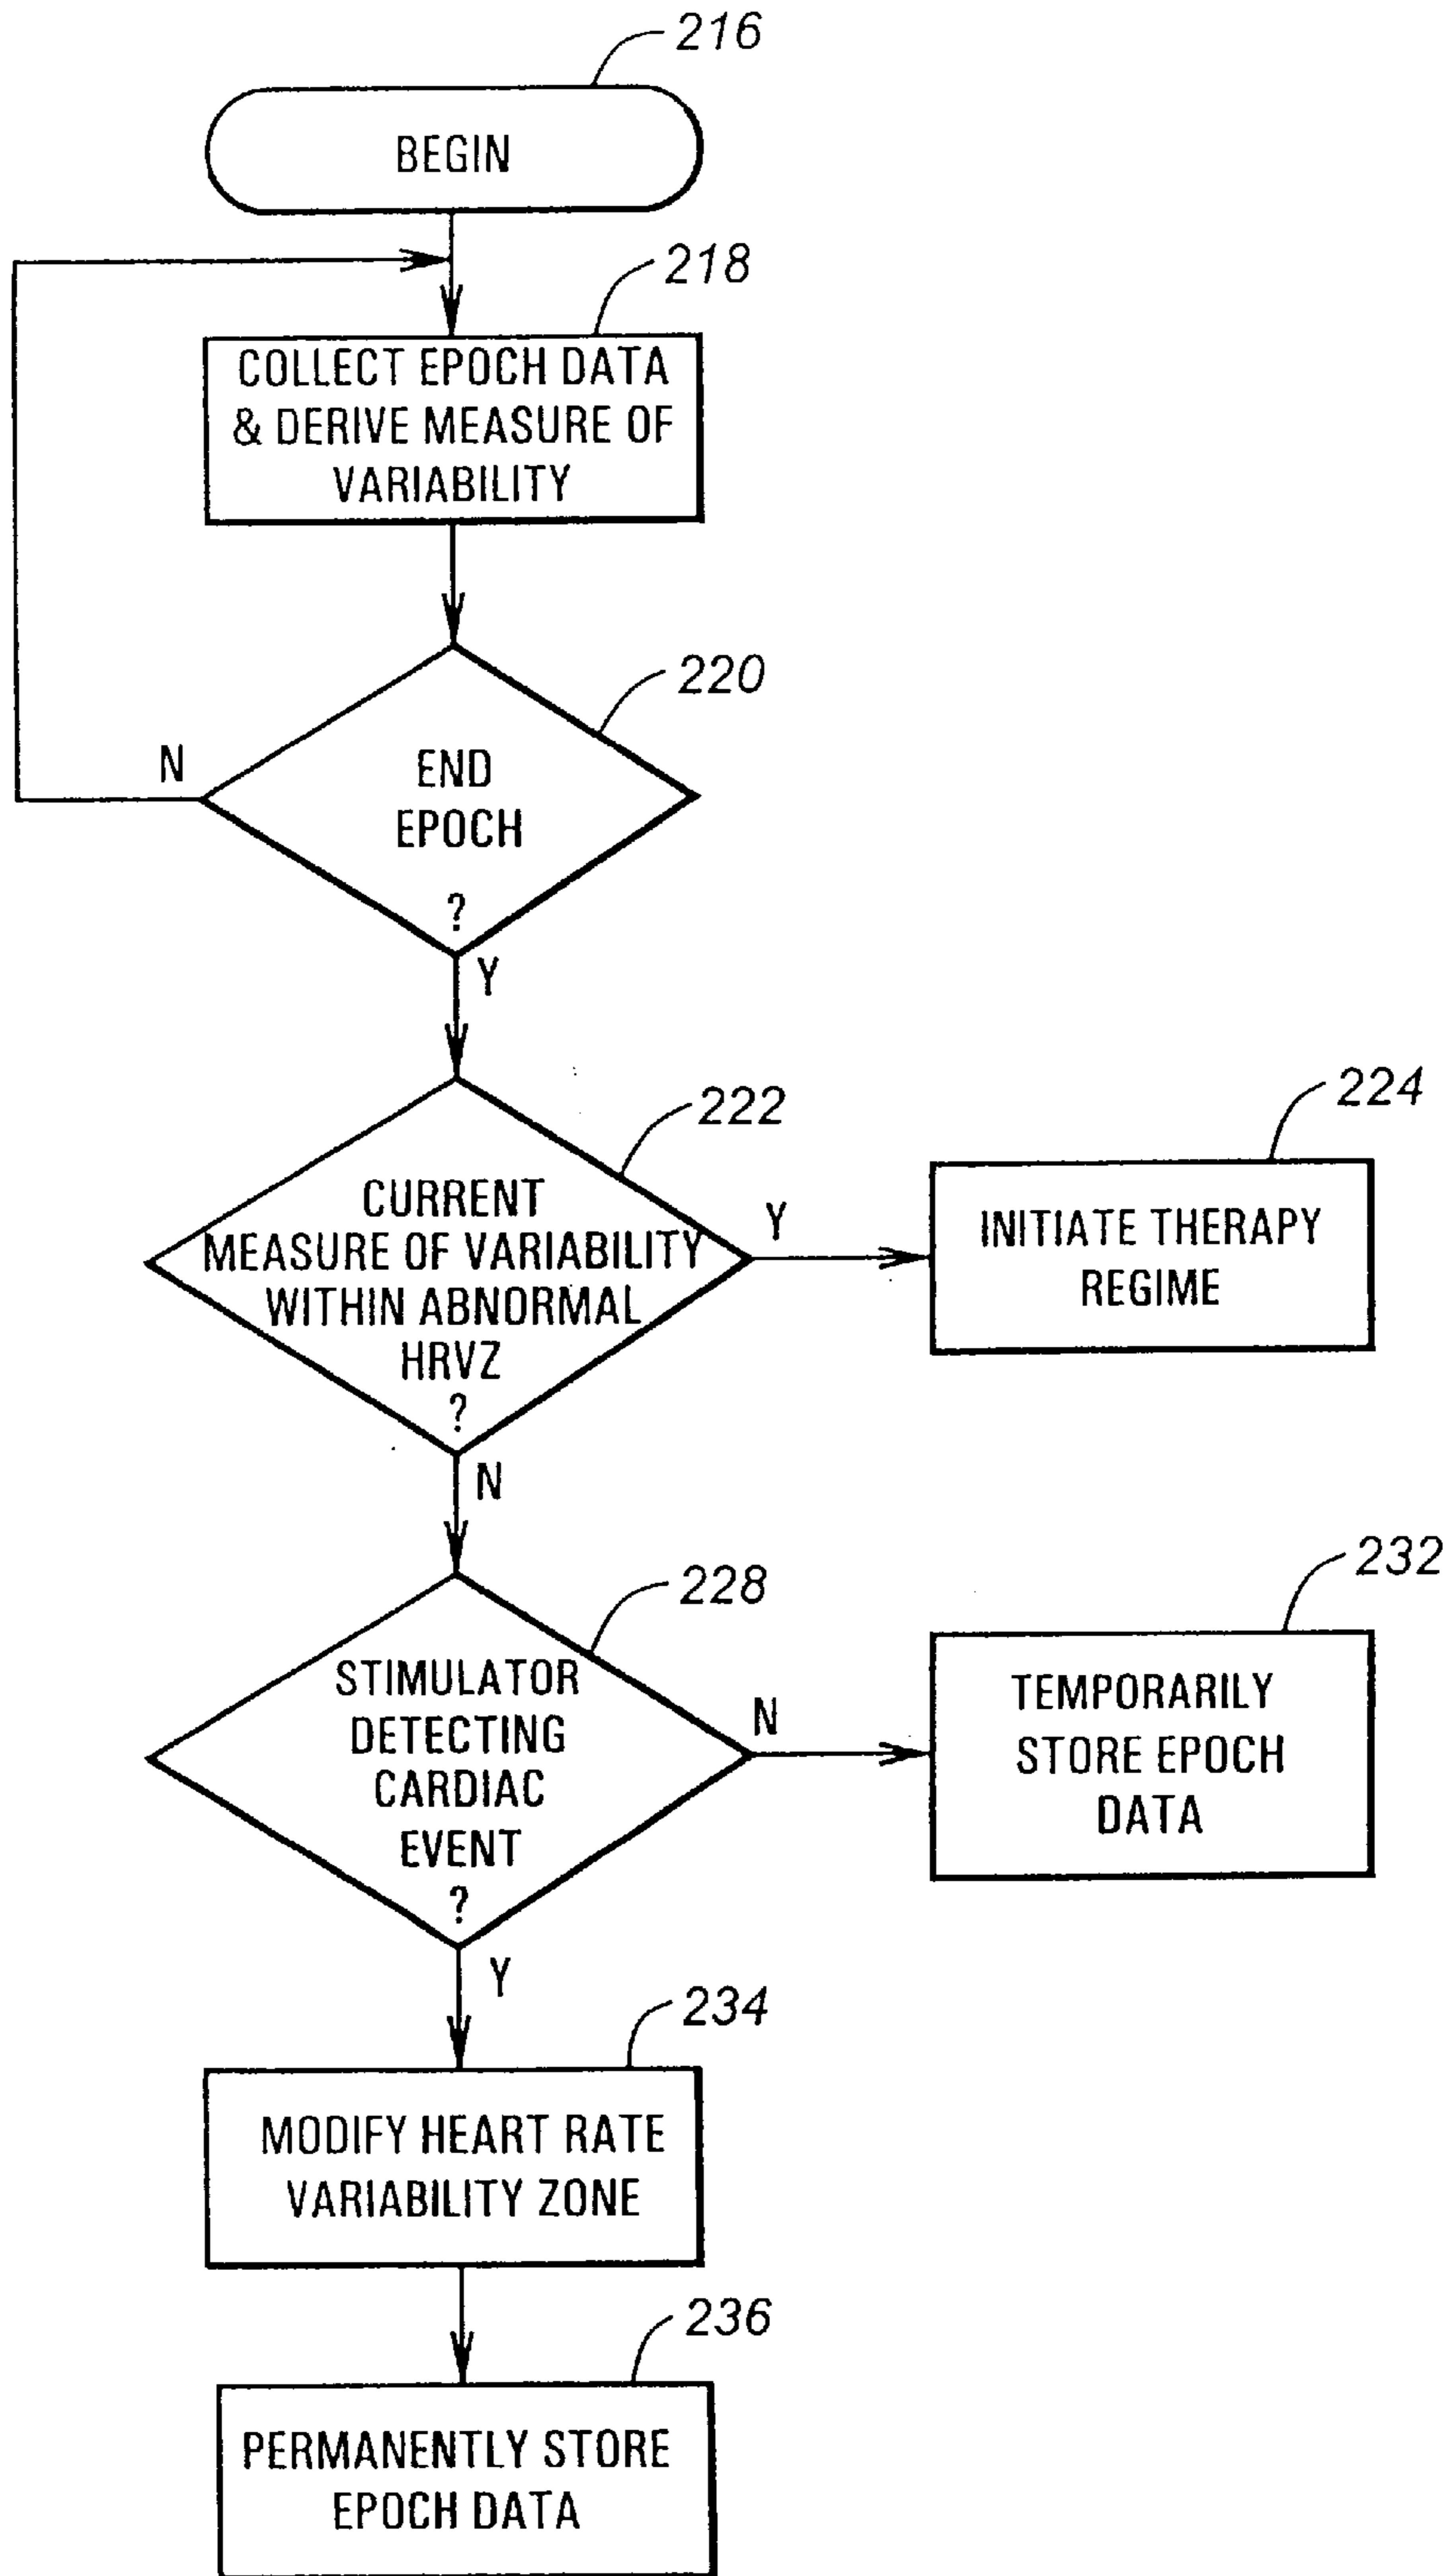 216
BEGIN
218
COLLECT EPOCH DATA
& DERIVE MEASURE OF
VARIABILITY
220
N
END
EPOCH
?
Y
222
224
CURRENT
MEASURE OF VARIABILITY
WITHIN ABNORMAL
HRVZ
?
Y
INITIATE THERAPY
REGIME
N
228
232
STIMULATOR
DETECTING
CARDIAC
EVENT
?
N
TEMPORARILY
STORE EPOCH
DATA
Y
234
MODIFY HEART RATE
VARIABILITY ZONE
236
PERMANENTLY STORE
EPOCH DATA